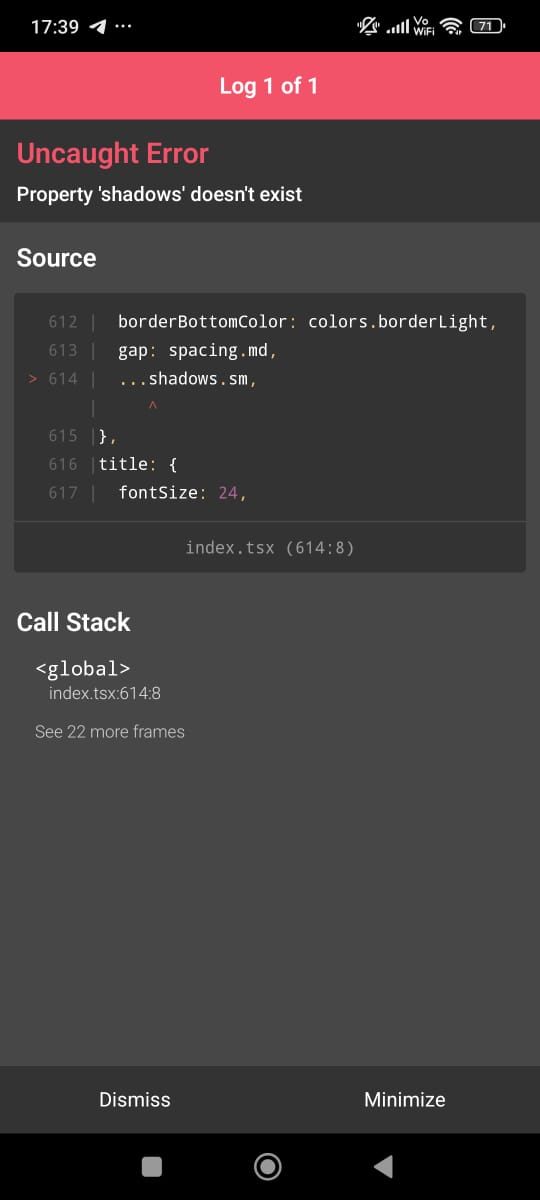 17:39 ···
Vo
WiFi
71
Log 1 of 1
Uncaught Error
Property 'shadows' doesn't exist
Source
612 | borderBottomColor: colors.borderLight,
613 | gap: spacing.md,
> 614 | ...shadows.sm,
| ^
615 |},
616 |title: {
617 | fontSize: 24,
index.tsx (614:8)
Call Stack
<global>
index.tsx:614:8
See 22 more frames
Dismiss
Minimize